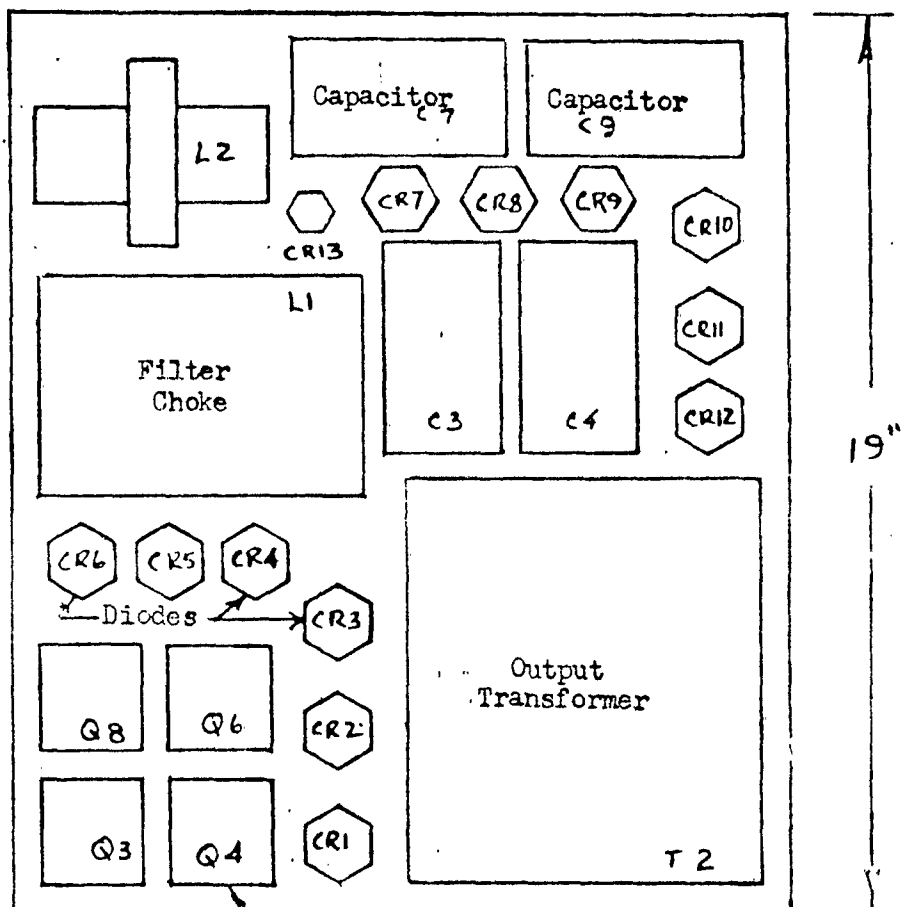 Capacitor
C7
Capacitor
C9
L2
CR7
CR8
CR9
CR10
CR13
L1
CR11
Filter
Choke
C3
C4
CR12
19"
CR6
CR5
CR4
Diodes
CR3
Output
Transformer
Q8
Q6
CR2
Q3
Q4
CR1
T2